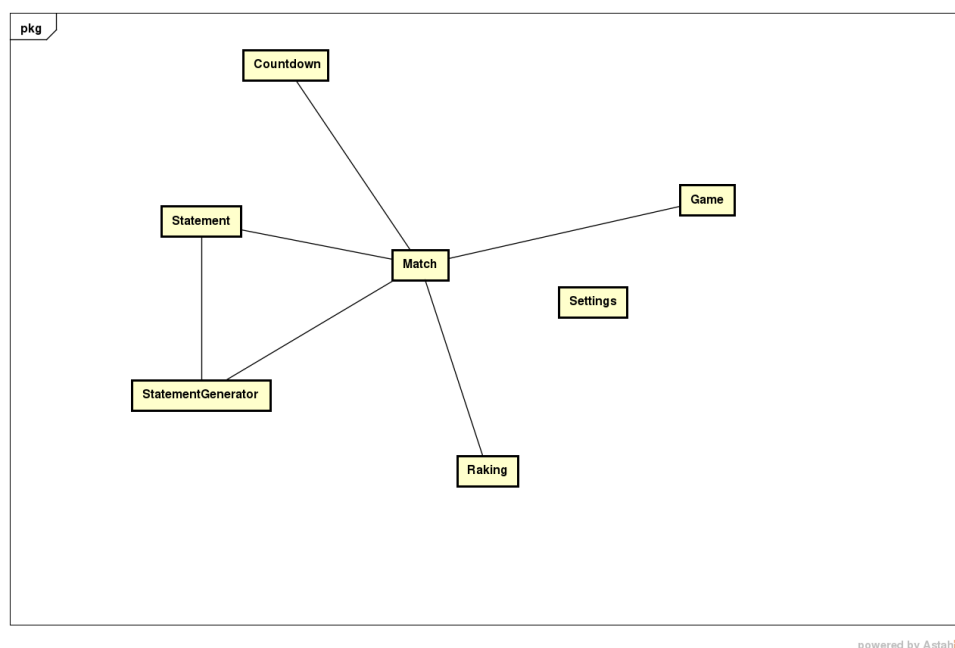 pkg
Countdown
Game
Statement
Match
Settings
StatementGenerator
Raking
powered by Astah